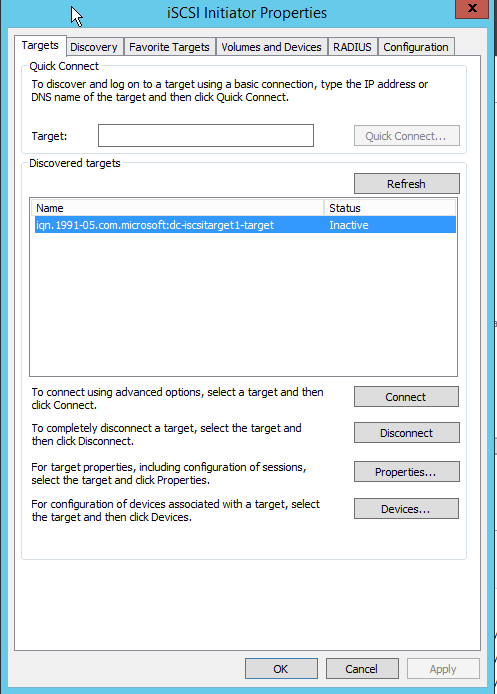 iSCSI Initiator Properties
x
Targets Discovery Favorite Targets Volumes and Devices RADIUS Configuration
Quick Connect
To discover and log on to a target using a basic connection, type the IP address or
DNS name of the target and then click Quick Connect.
Target:
Quick Connect...
Discovered targets
Refresh
Name Status
iqn.1991-05.com.microsoft:dc-iscsitarget1-target Inactive
To connect using advanced options, select a target and then
click Connect.
Connect
To completely disconnect a target, select the target and
then click Disconnect.
Disconnect
For target properties, including configuration of sessions,
select the target and click Properties.
Properties...
For configuration of devices associated with a target, select
the target and then click Devices.
Devices...
OK Cancel Apply